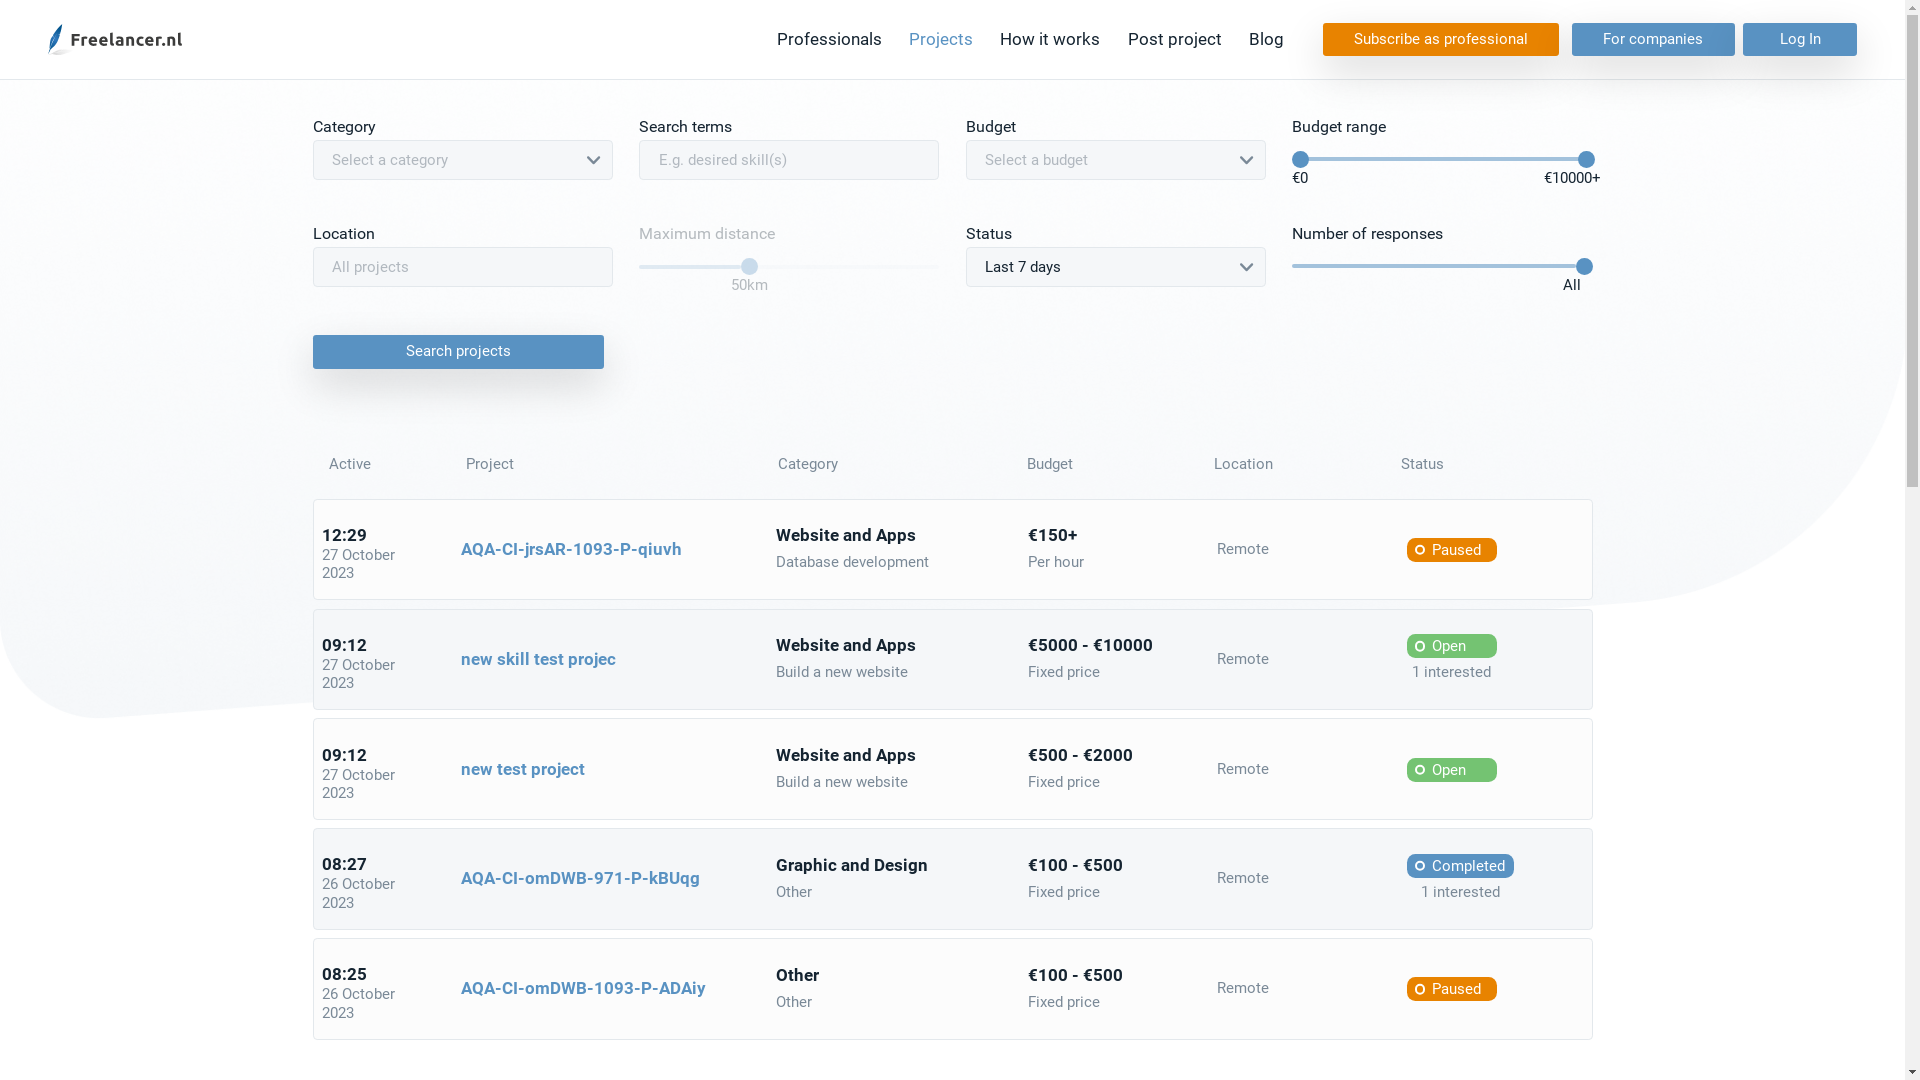 Freelancer.nl
Professionals
Projects
How it works
Post project
Blog
Subscribe as professional
For companies
Log In
Category
Search terms
Budget
Budget range
Select a category
E.g. desired skill(s)
Select a budget
€0
€10000+
Location
Maximum distance
Status
Number of responses
All projects
50km
Last 7 days
All
Search projects
Active
Project
Category
Budget
Location
Status
12:29
27 October
2023
AQA-CI-jrsAR-1093-P-qiuvh
Website and Apps
Database development
€150+
Per hour
Remote
Paused
09:12
27 October
2023
new skill test projec
Website and Apps
Build a new website
€5000 - €10000
Fixed price
Remote
Open
1 interested
09:12
27 October
2023
new test project
Website and Apps
Build a new website
€500 - €2000
Fixed price
Remote
Open
08:27
26 October
2023
AQA-CI-omDWB-971-P-kBUqg
Graphic and Design
Other
€100 - €500
Fixed price
Remote
Completed
1 interested
08:25
26 October
2023
AQA-CI-omDWB-1093-P-ADAiy
Other
Other
€100 - €500
Fixed price
Remote
Paused